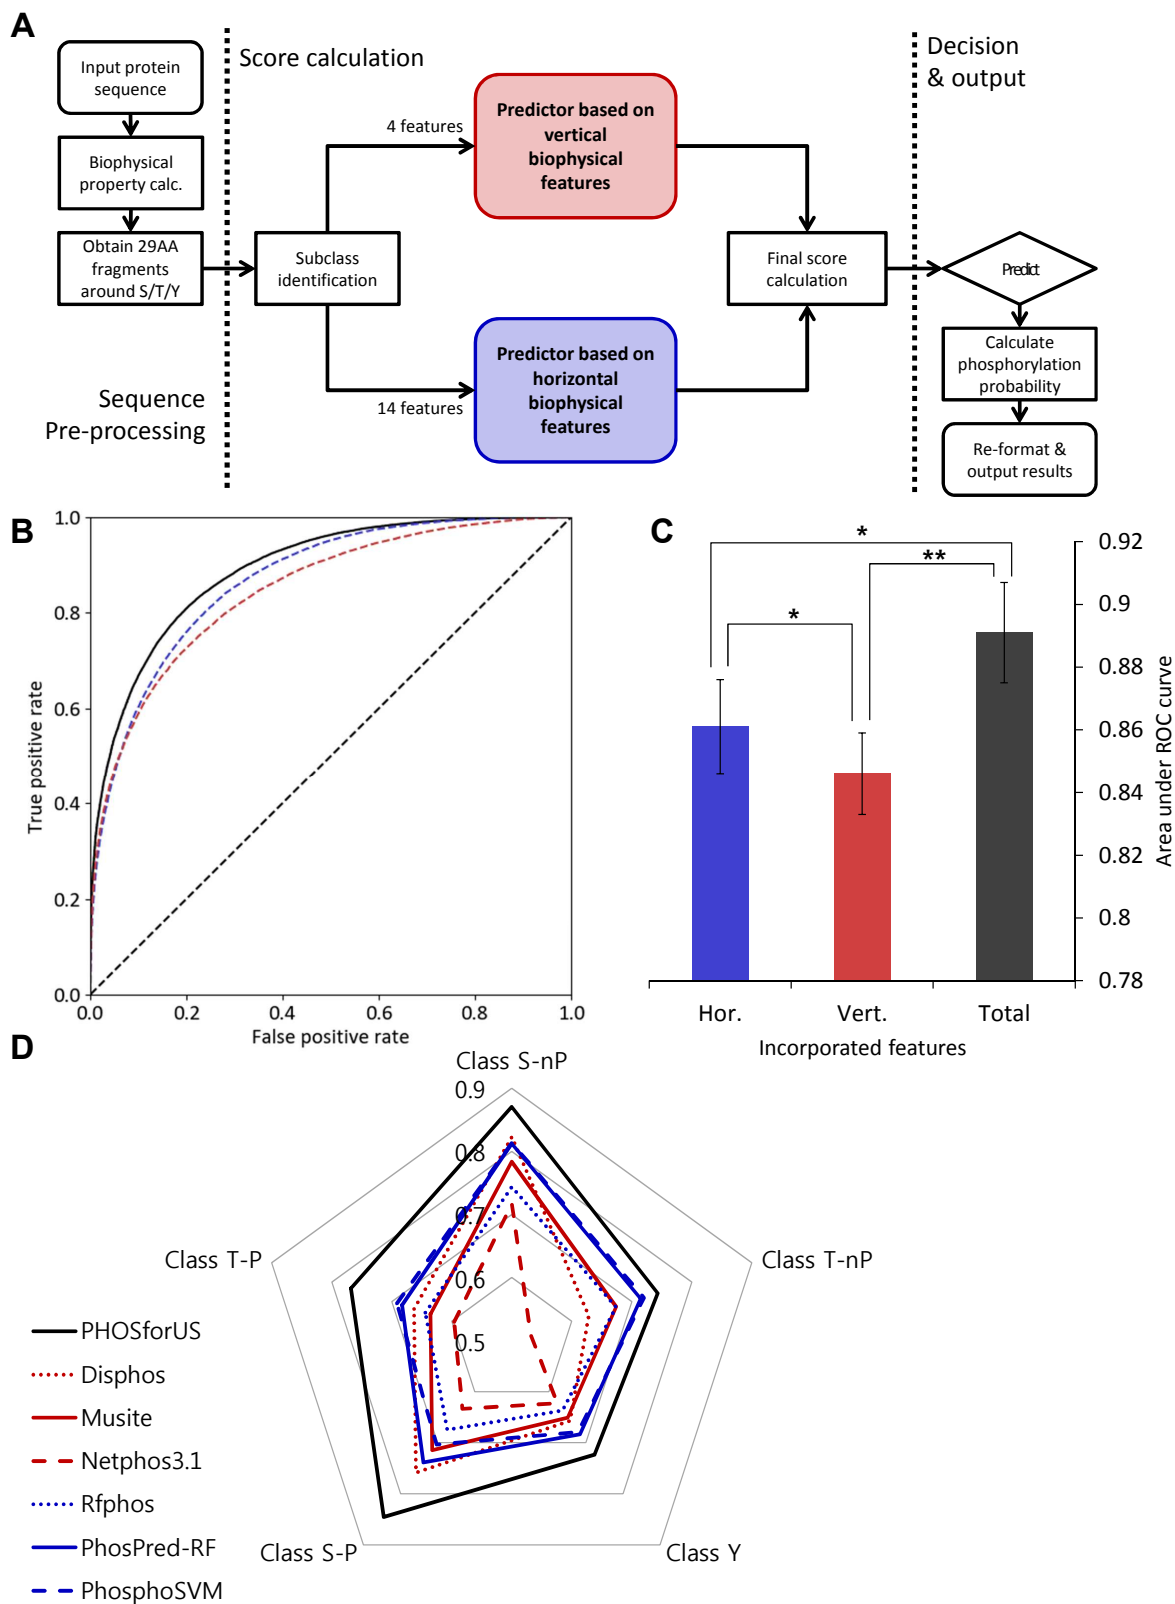 A
Input protein
sequence
Biophysical
property calc.
Obtain 29AA
fragments
around S/T/Y
Sequence
Pre-processing
Score calculation
4 features
14 features
Subclass
identification
Predictor based on
vertical
biophysical
features
Predictor based on
horizontal
biophysical
features
Final score
calculation
Decision
& output
Predict
Calculate
phosphorylation
probability
Re-format &
output results
B
True positive rate
1.0
0.8
0.6
0.4
0.2
0.0
0.0 0.2 0.4 0.6 0.8 1.0
False positive rate
C
*
**
*
0.92
0.9
0.88
0.86
0.84
0.82
0.8
0.78
Area under ROC curve
Hor. Vert. Total
Incorporated features
D
Class S-nP
Class T-nP
Class Y
Class S-P
Class T-P
0.9
0.8
0.7
0.6
0.5
PHOSforUS
Disphos
Musite
Netphos3.1
Rfphos
PhosPred-RF
PhosphoSVM